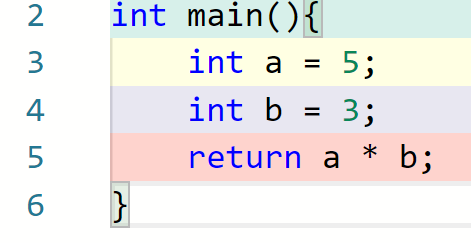 2 int main(){
3 int a = 5;
4 int b = 3;
5 return a * b;
6 }